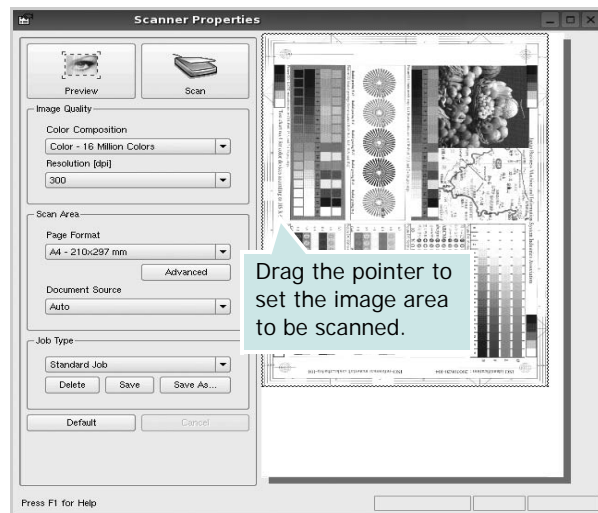 Scanner Properties
Preview
Scan
Image Quality
Color Composition
Color - 16 Million Colors
Resolution [dpi]
300
Scan Area
Page Format
A4 - 210x297 mm
Advanced
Document Source
Auto
Job Type
Standard Job
Delete
Save
Save As...
Default
Cancel
Drag the pointer to
set the image area
to be scanned.
Press F1 for Help